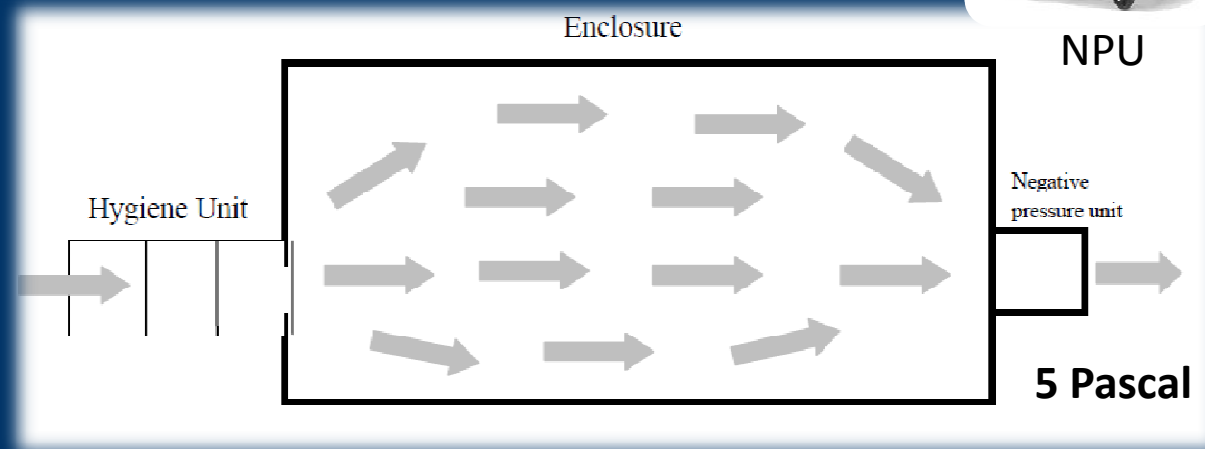 Enclosure
NPU
Hygiene Unit
Negative
pressure unit
5 Pascal